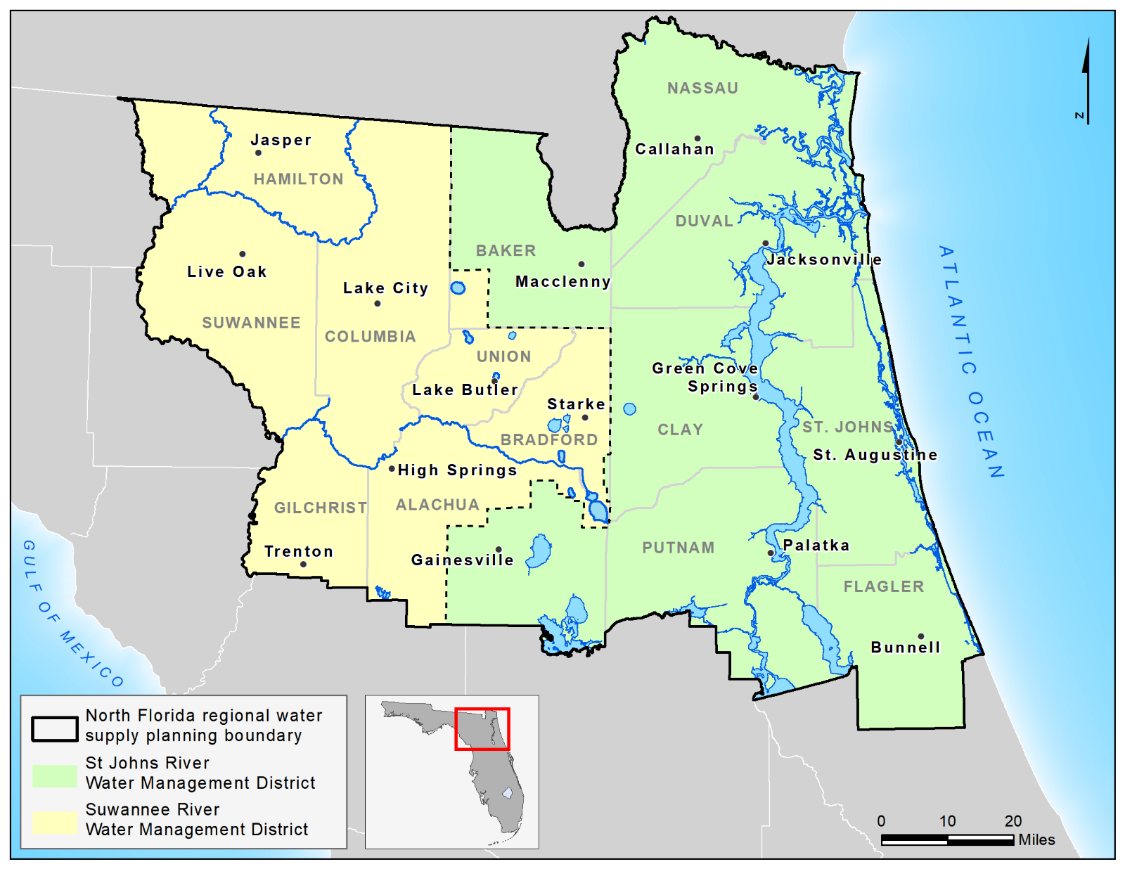 NASSAU
Callahan
Jasper
HAMILTON
DUVAL
BAKER
Jacksonville
Live Oak
Macclenny
Lake City
SUWANNEE
COLUMBIA
UNION
Green Cove
Springs
Lake Butler
Starke
BRADFORD
CLAY
ST. JOHNS
St. Augustine
High Springs
GILCHRIST
ALACHUA
Trenton
Gainesville
PUTNAM
Palatka
FLAGLER
Bunnell
ATLANTIC OCEAN
GULF OF MEXICO
N
North Florida regional water
supply planning boundary
St Johns River
Water Management District
Suwannee River
Water Management District
0 10 20
Miles